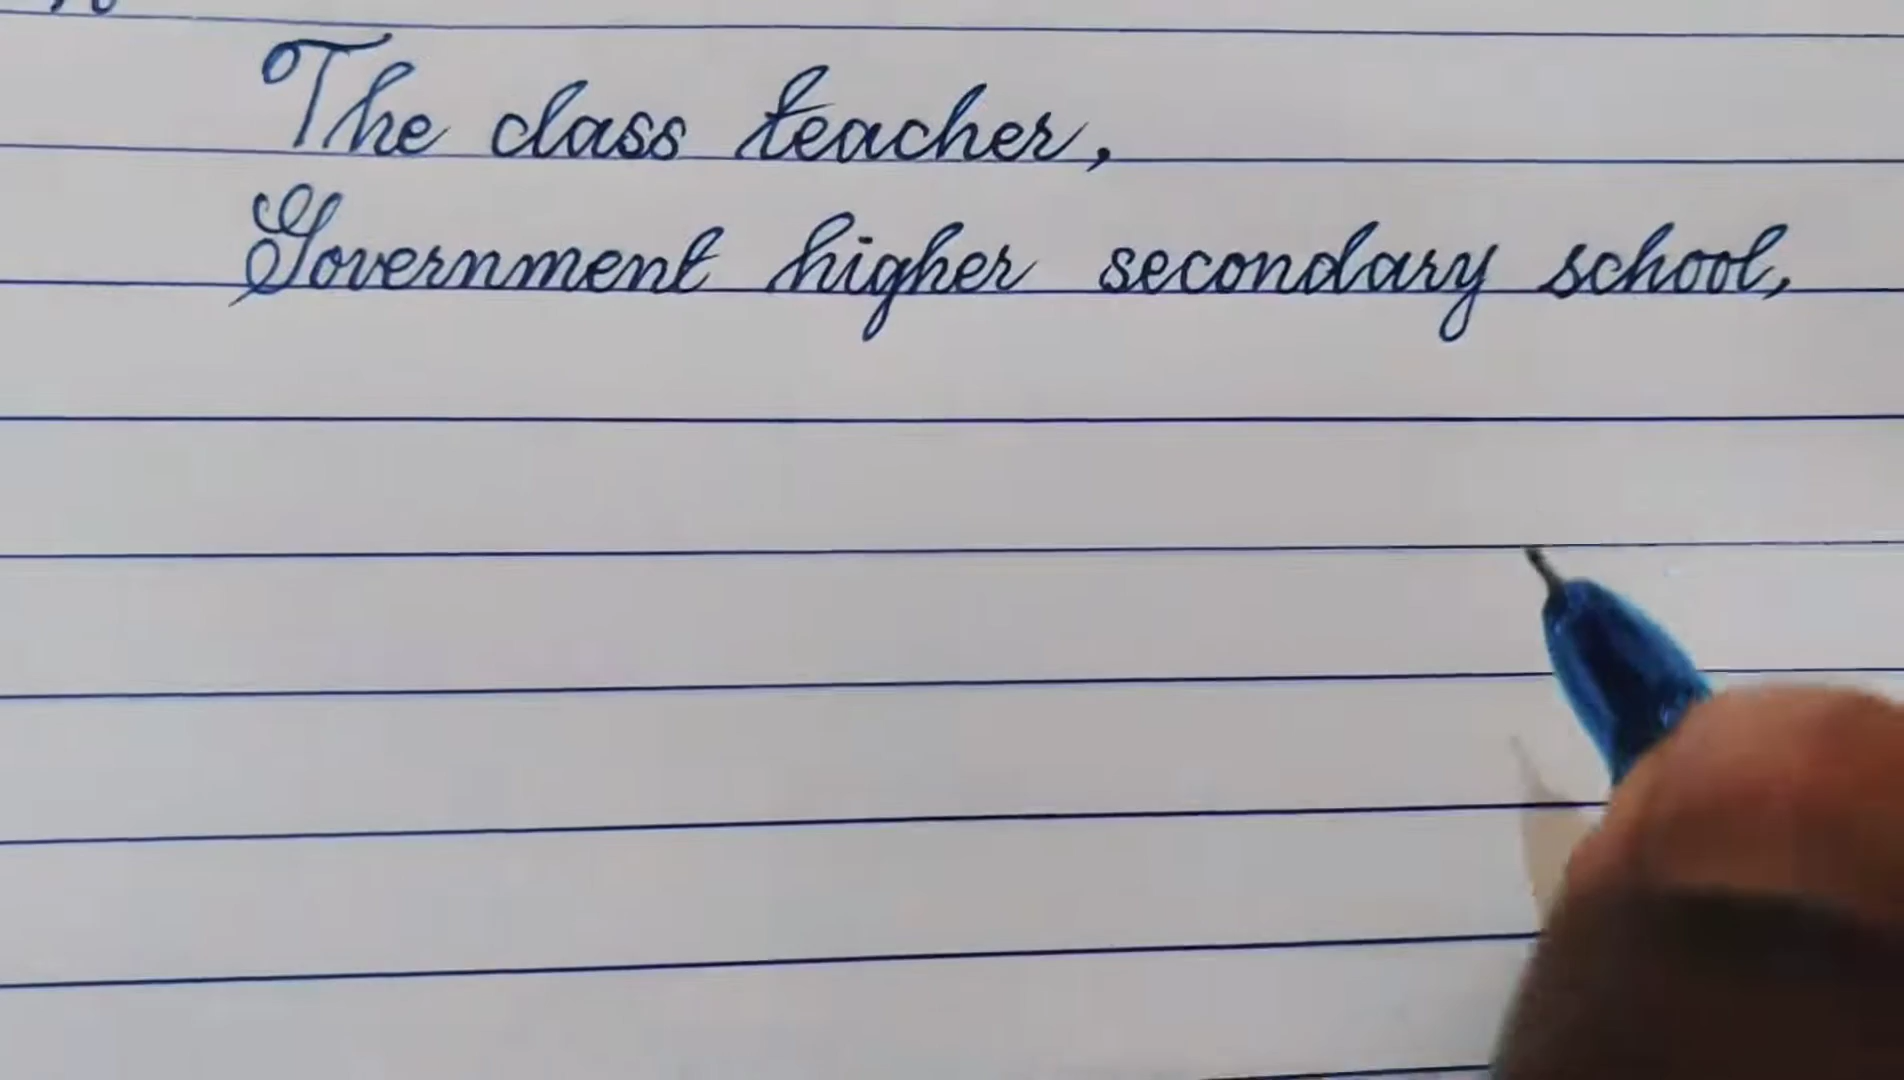 The class teacher,
Government higher secondary school,